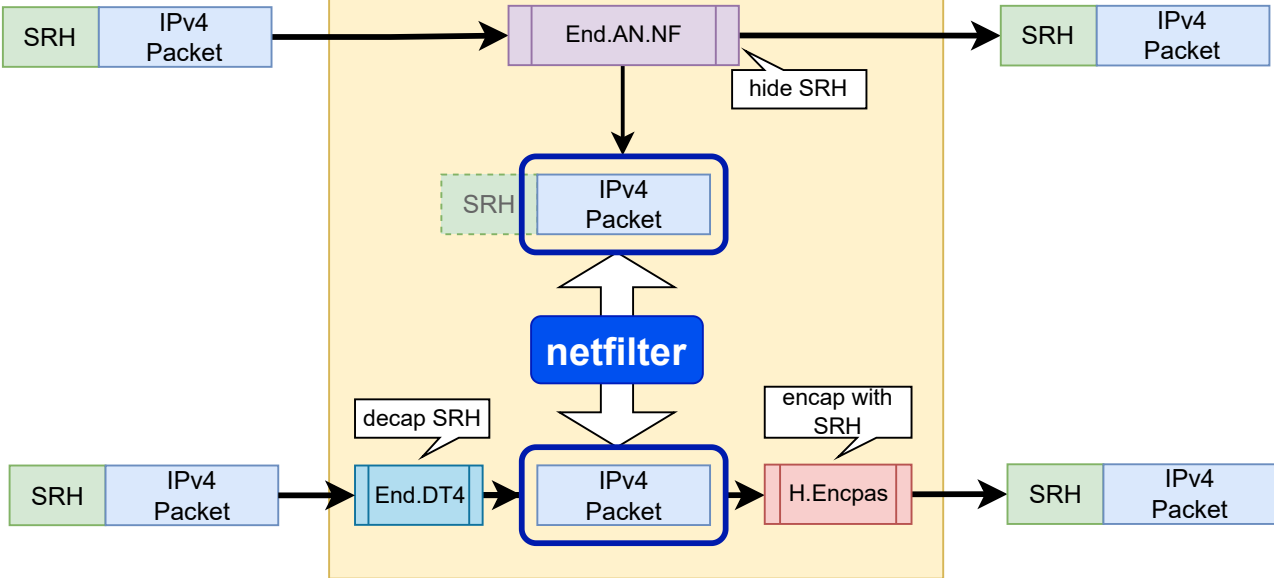 SRH
IPv4
Packet
End.AN.NF
SRH
IPv4
Packet
hide SRH
SRH
IPv4
Packet
netfilter
decap SRH
encap with
SRH
SRH
IPv4
Packet
End.DT4
IPv4
Packet
H.Encpas
SRH
IPv4
Packet